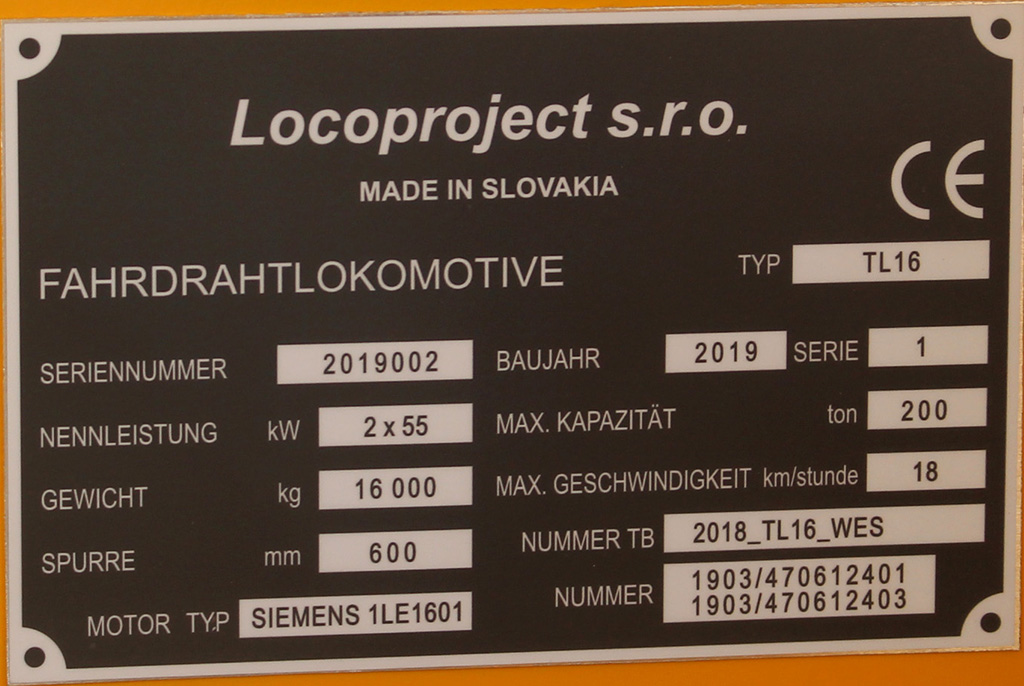 Locoproject s.r.o.
MADE IN SLOVAKIA
CE
FAHRDRAHTLOKOMOTIVE
TYP TL16
SERIENNUMMER 2019002
BAUJAHR 2019 SERIE 1
NENNLEISTUNG kW 2 x 55
MAX. KAPAZITÄT ton 200
GEWICHT kg 16 000
MAX. GESCHWINDIGKEIT km/stunde 18
SPURRE mm 600
NUMMER TB 2018_TL16_WES
MOTOR TYP SIEMENS 1LE1601
NUMMER 1903/470612401
1903/470612403